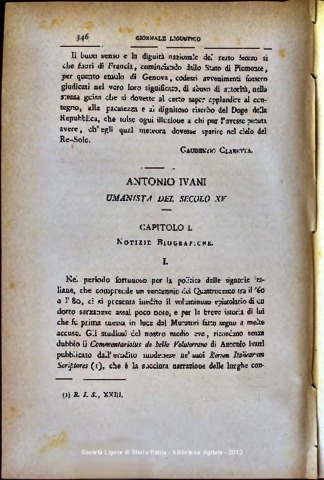 346 GIORNALE LIGUSTICO
Il buon senso e la dignità nazionale del resto fecero sì
che fuori di Francia, cominciando dallo Stato di Piemonte,
per quanto emulo di Genova, codesti avvenimenti fossero
giudicati nel vero loro significato, di abuso di autorità, nella
stessa guisa che si dovette al certo saper applaudire al con-
tegno, alla pacatezza e al dignitoso riserbo del Doge della
Repubblica, che tolse ogni illusione a chi pur l'avesse potuta
avere, ch'egli qual meteora dovesse sparire nel cielo del
Re-Sole.
GAUDENZIO CLARETTA.
ANTONIO IVANI
UMANISTA DEL SECOLO XV
CAPITOLO I.
NOTIZIE BIOGRAFICHE.
I.
Nel periodo fortunoso per la politica delle signorie ita-
liane, che comprende un ventennio del Quattrocento tra il '60
e l' 80, ci si presenta inedito il voluminoso epistolario di un
dotto sarzanese assai poco noto, e per la breve istoria di lui
che fu prima messa in luce dal Muratori fatto segno a molte
accuse. Gli studiosi del nostro medio evo, ricordano senza
dubbio il Commentariolus de bello Volaterrano di Antonio Ivani
pubblicato dall'erudito modenese ne' suoi Rerum Italicarum
Scriptores (1), che è la succinta narrazione delle lunghe con-
(1) R. I. S., XXIII.
Società Ligure di Storia Patria - biblioteca digitale - 2012